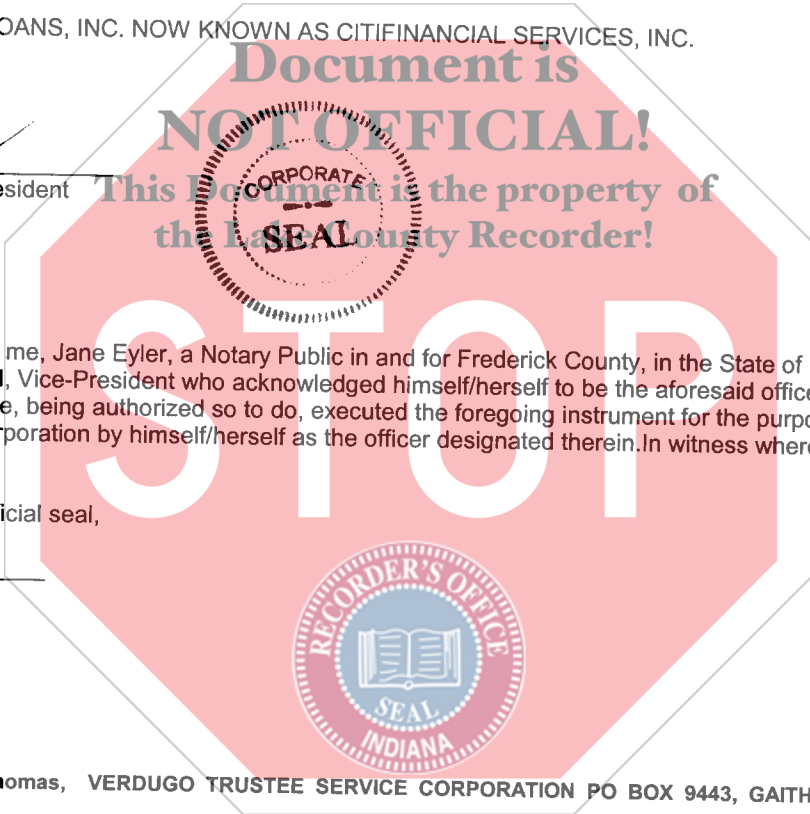 OANS, INC. NOW KNOWN AS CITIFINANCIAL SERVICES, INC.
Document is
NOT OFFICIAL!
This Document is the property of
the Lake County Recorder!
CORPORATE
SEAL
esident
me, Jane Eyler, a Notary Public in and for Frederick County, in the State of
, Vice-President who acknowledged himself/herself to be the aforesaid office
e, being authorized so to do, executed the foregoing instrument for the purpo
rporation by himself/herself as the officer designated therein.In witness where
STOP
icial seal,
RECORDER'S OFFICE
SEAL
INDIANA
omas, VERDUGO TRUSTEE SERVICE CORPORATION PO BOX 9443, GAITH